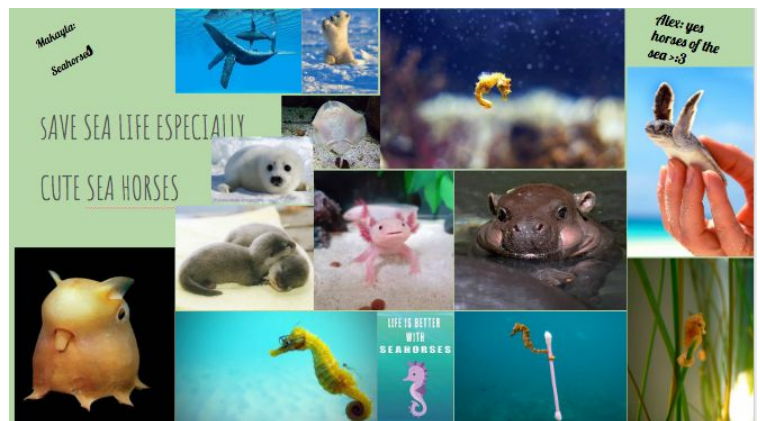 Makayla:
Seahorses
sAVE SEA LIFE ESPECIALLY
CUTE SEA HORSES
Alex: yes
horses of the
sea >:3
LIFE IS BETTER
WITH
SEAHORSES